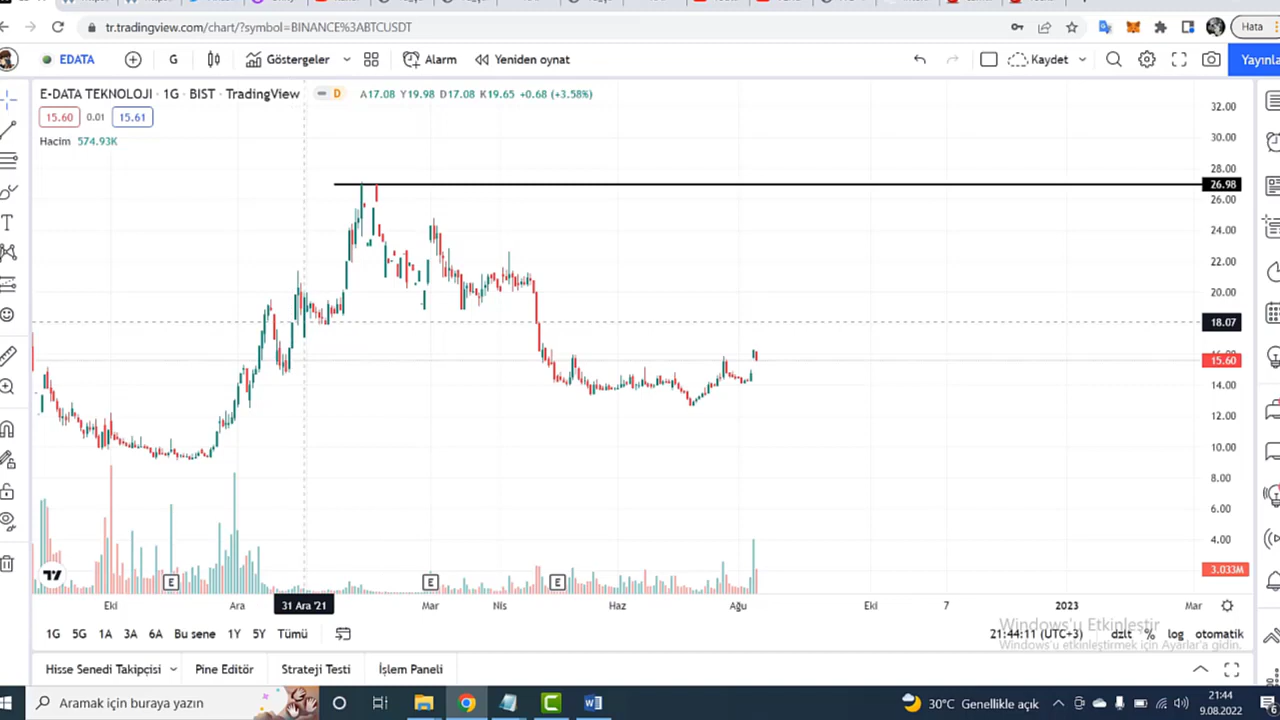 tr.tradingview.com/chart/?symbol=BINANCE%3ABTCUSDT
Hata
EDATA
G
Göstergeler
Alarm
Yeniden oynat
Kaydet
Yayınla
E-DATA TEKNOLOJI · 1G · BIST · TradingView
D
A17.08 Y19.98 D17.08 K19.65 +0.68 (+3.58%)
15.60
0.01
15.61
Hacim 574.93K
32.00
30.00
28.00
26.98
26.00
24.00
22.00
20.00
18.07
15.60
14.00
12.00
10.00
8.00
6.00
4.00
3.033M
E
E
E
Eki
Ara
31 Ara '21
Mar
Nis
Haz
Ağu
Eki
7
2023
Mar
Windows'u Etkinleştir
Windows'u etkinleştirmek için Ayarlar'a gidin.
1G 5G 1A 3A 6A Bu sene 1Y 5Y Tümü
21:44:11 (UTC+3)
dzlt % log otomatik
Hisse Senedi Takipçisi
Pine Editör
Strateji Testi
İşlem Paneli
Aramak için buraya yazın
30°C Genellikle açık
21:44
9.08.2022
6